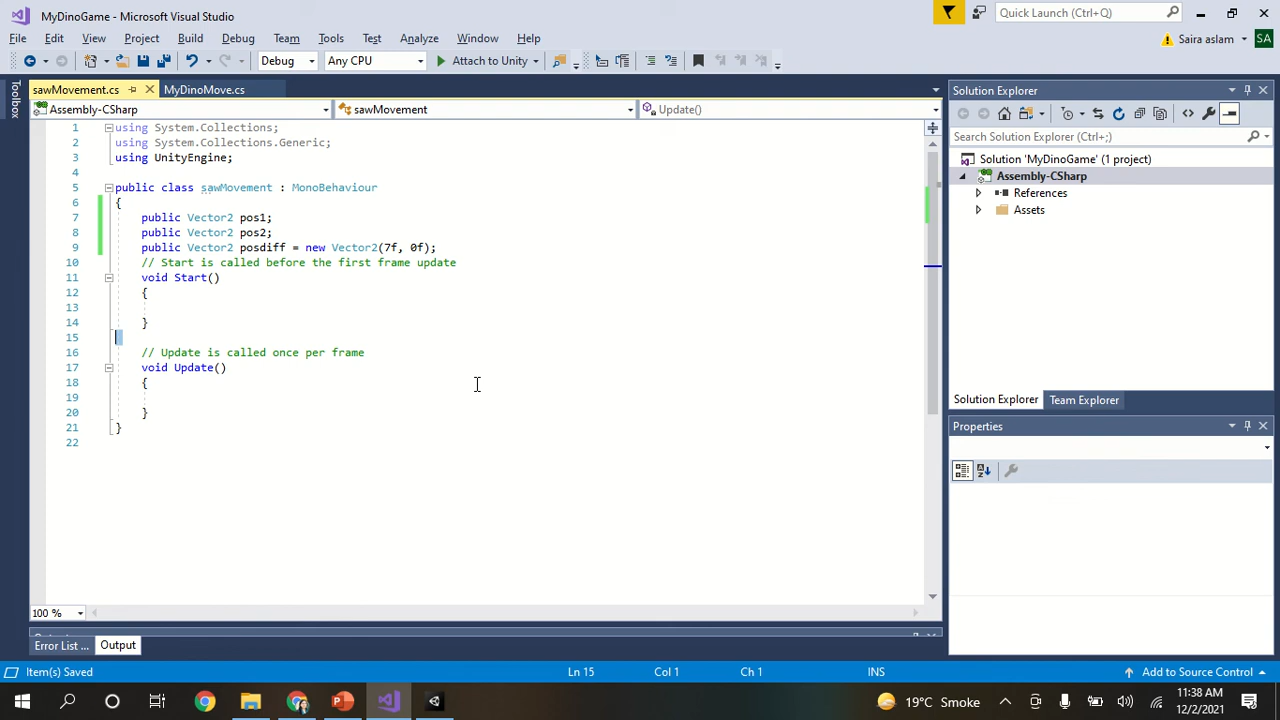 MyDinoGame - Microsoft Visual Studio
Quick Launch (Ctrl+Q)
File Edit View Project Build Debug Team Tools Test Analyze Window Help
Saira aslam SA
Debug Any CPU Attach to Unity
Toolbox
sawMovement.cs MyDinoMove.cs
Assembly-CSharp sawMovement Update()
1 using System.Collections;
2 using System.Collections.Generic;
3 using UnityEngine;
4
5 public class sawMovement : MonoBehaviour
6 {
7 public Vector2 pos1;
8 public Vector2 pos2;
9 public Vector2 posdiff = new Vector2(7f, 0f);
10 // Start is called before the first frame update
11 void Start()
12 {
13
14 }
15
16 // Update is called once per frame
17 void Update()
18 {
19
20 }
21 }
22
100 %
Error List ... Output
Solution Explorer
Search Solution Explorer (Ctrl+;)
Solution 'MyDinoGame' (1 project)
Assembly-CSharp
References
Assets
Solution Explorer Team Explorer
Properties
Item(s) Saved Ln 15 Col 1 Ch 1 INS Add to Source Control
19°C Smoke
11:38 AM
12/2/2021